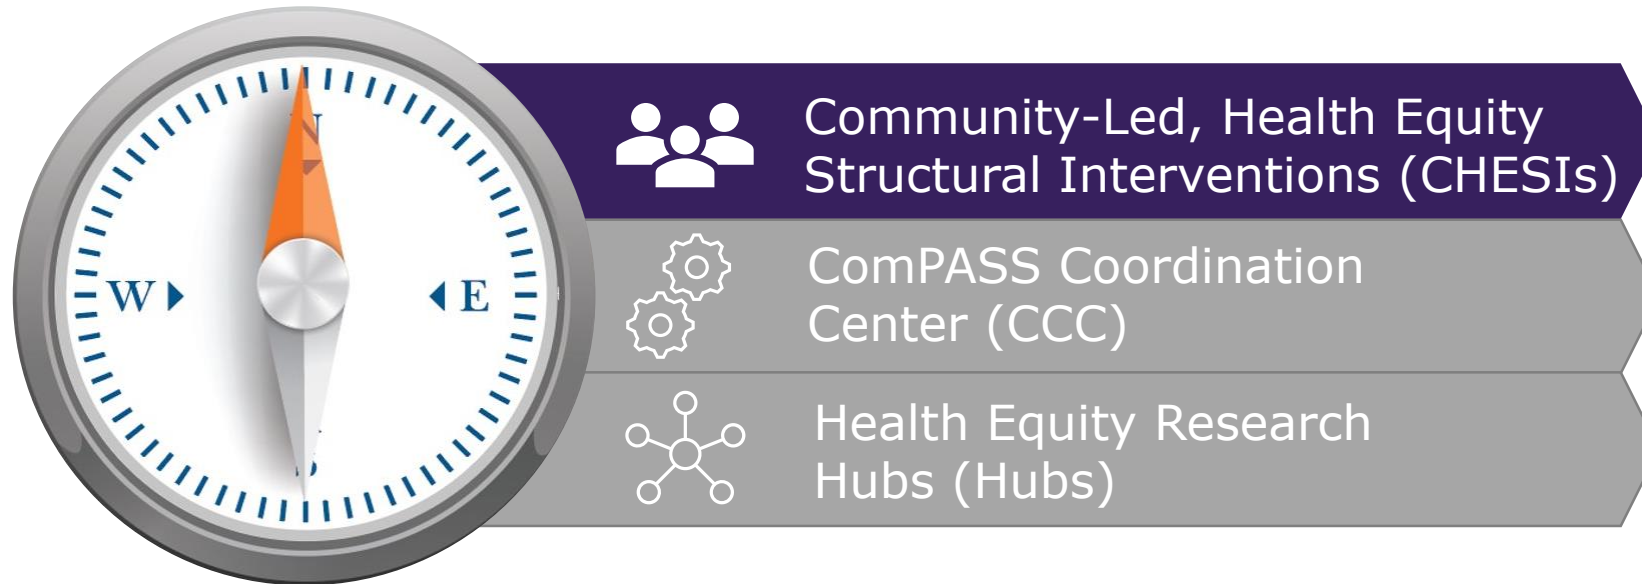 N
W
E
S
Community-Led, Health Equity
Structural Interventions (CHESIs)
ComPASS Coordination
Center (CCC)
Health Equity Research
Hubs (Hubs)